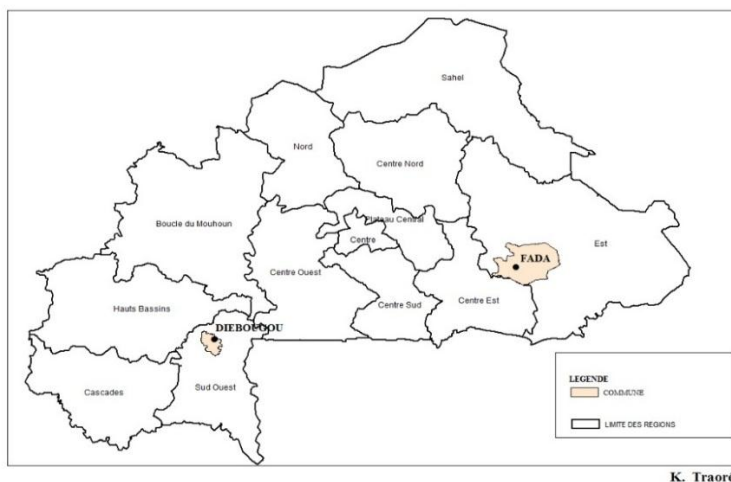 Sahel
Nord
Centre Nord
Boucle du Mouhoun
Plateau Central
Centre
Est
FADA
Centre Ouest
Hauts Bassins
Centre Sud
Centre Est
DIEBOUGOU
Cascades
Sud Ouest
LEGENDE
COMMUNE
LIMITE DES REGIONS
K. Traoré